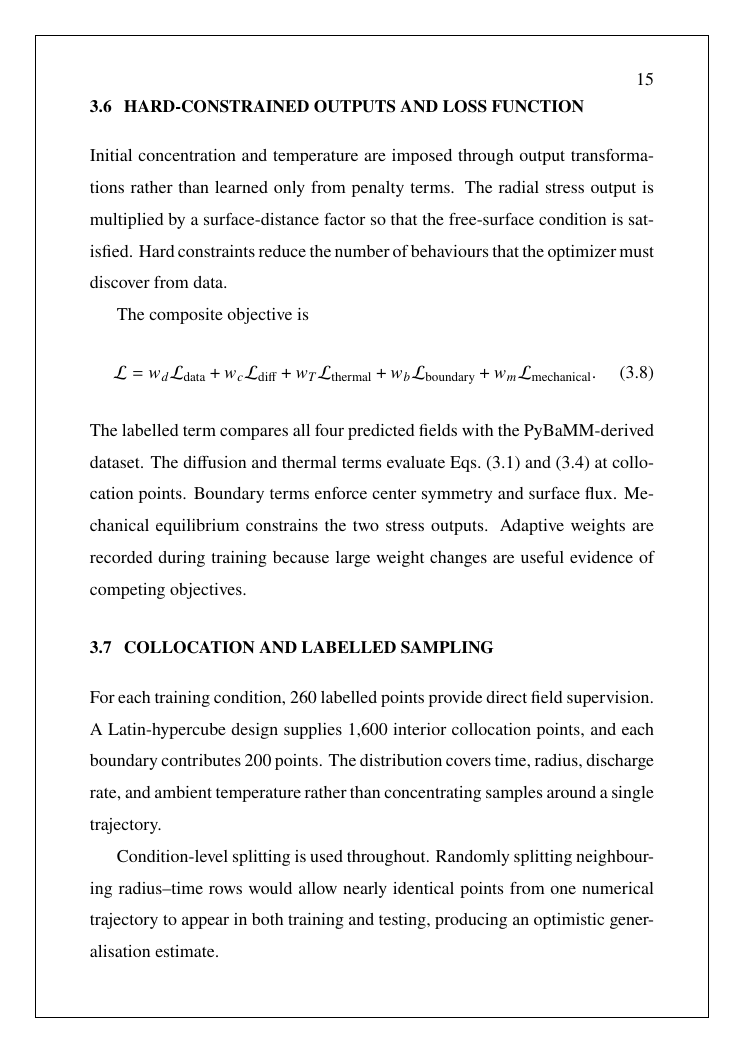 15
3.6 HARD-CONSTRAINED OUTPUTS AND LOSS FUNCTION
Initial concentration and temperature are imposed through output transforma-
tions rather than learned only from penalty terms. The radial stress output is
multiplied by a surface-distance factor so that the free-surface condition is sat-
isfied. Hard constraints reduce the number of behaviours that the optimizer must
discover from data.
The composite objective is
ℒ = w_d ℒ_data + w_c ℒ_diff + w_T ℒ_thermal + w_b ℒ_boundary + w_m ℒ_mechanical. (3.8)
The labelled term compares all four predicted fields with the PyBaMM-derived
dataset. The diffusion and thermal terms evaluate Eqs. (3.1) and (3.4) at collo-
cation points. Boundary terms enforce center symmetry and surface flux. Me-
chanical equilibrium constrains the two stress outputs. Adaptive weights are
recorded during training because large weight changes are useful evidence of
competing objectives.
3.7 COLLOCATION AND LABELLED SAMPLING
For each training condition, 260 labelled points provide direct field supervision.
A Latin-hypercube design supplies 1,600 interior collocation points, and each
boundary contributes 200 points. The distribution covers time, radius, discharge
rate, and ambient temperature rather than concentrating samples around a single
trajectory.
Condition-level splitting is used throughout. Randomly splitting neighbour-
ing radius–time rows would allow nearly identical points from one numerical
trajectory to appear in both training and testing, producing an optimistic gener-
alisation estimate.